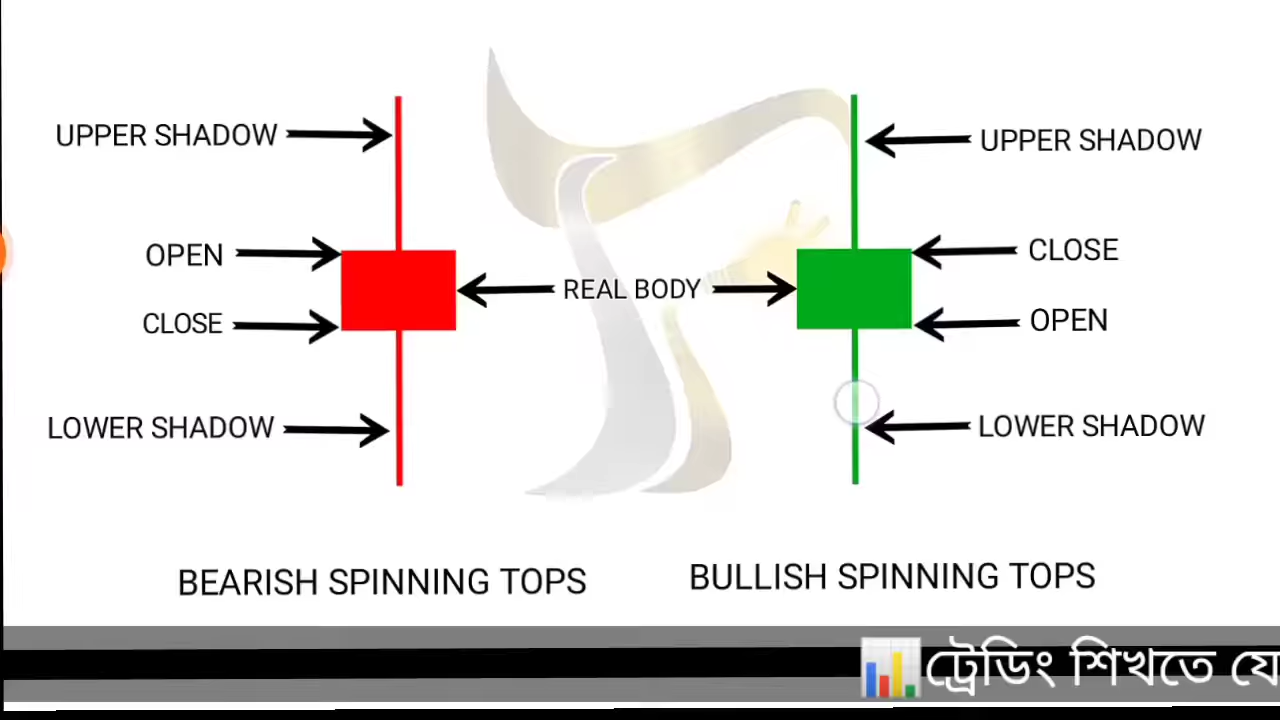 UPPER SHADOW
UPPER SHADOW
OPEN
CLOSE
REAL BODY
CLOSE
OPEN
LOWER SHADOW
LOWER SHADOW
BEARISH SPINNING TOPS
BULLISH SPINNING TOPS
ট্রেডিং শিখতে যে